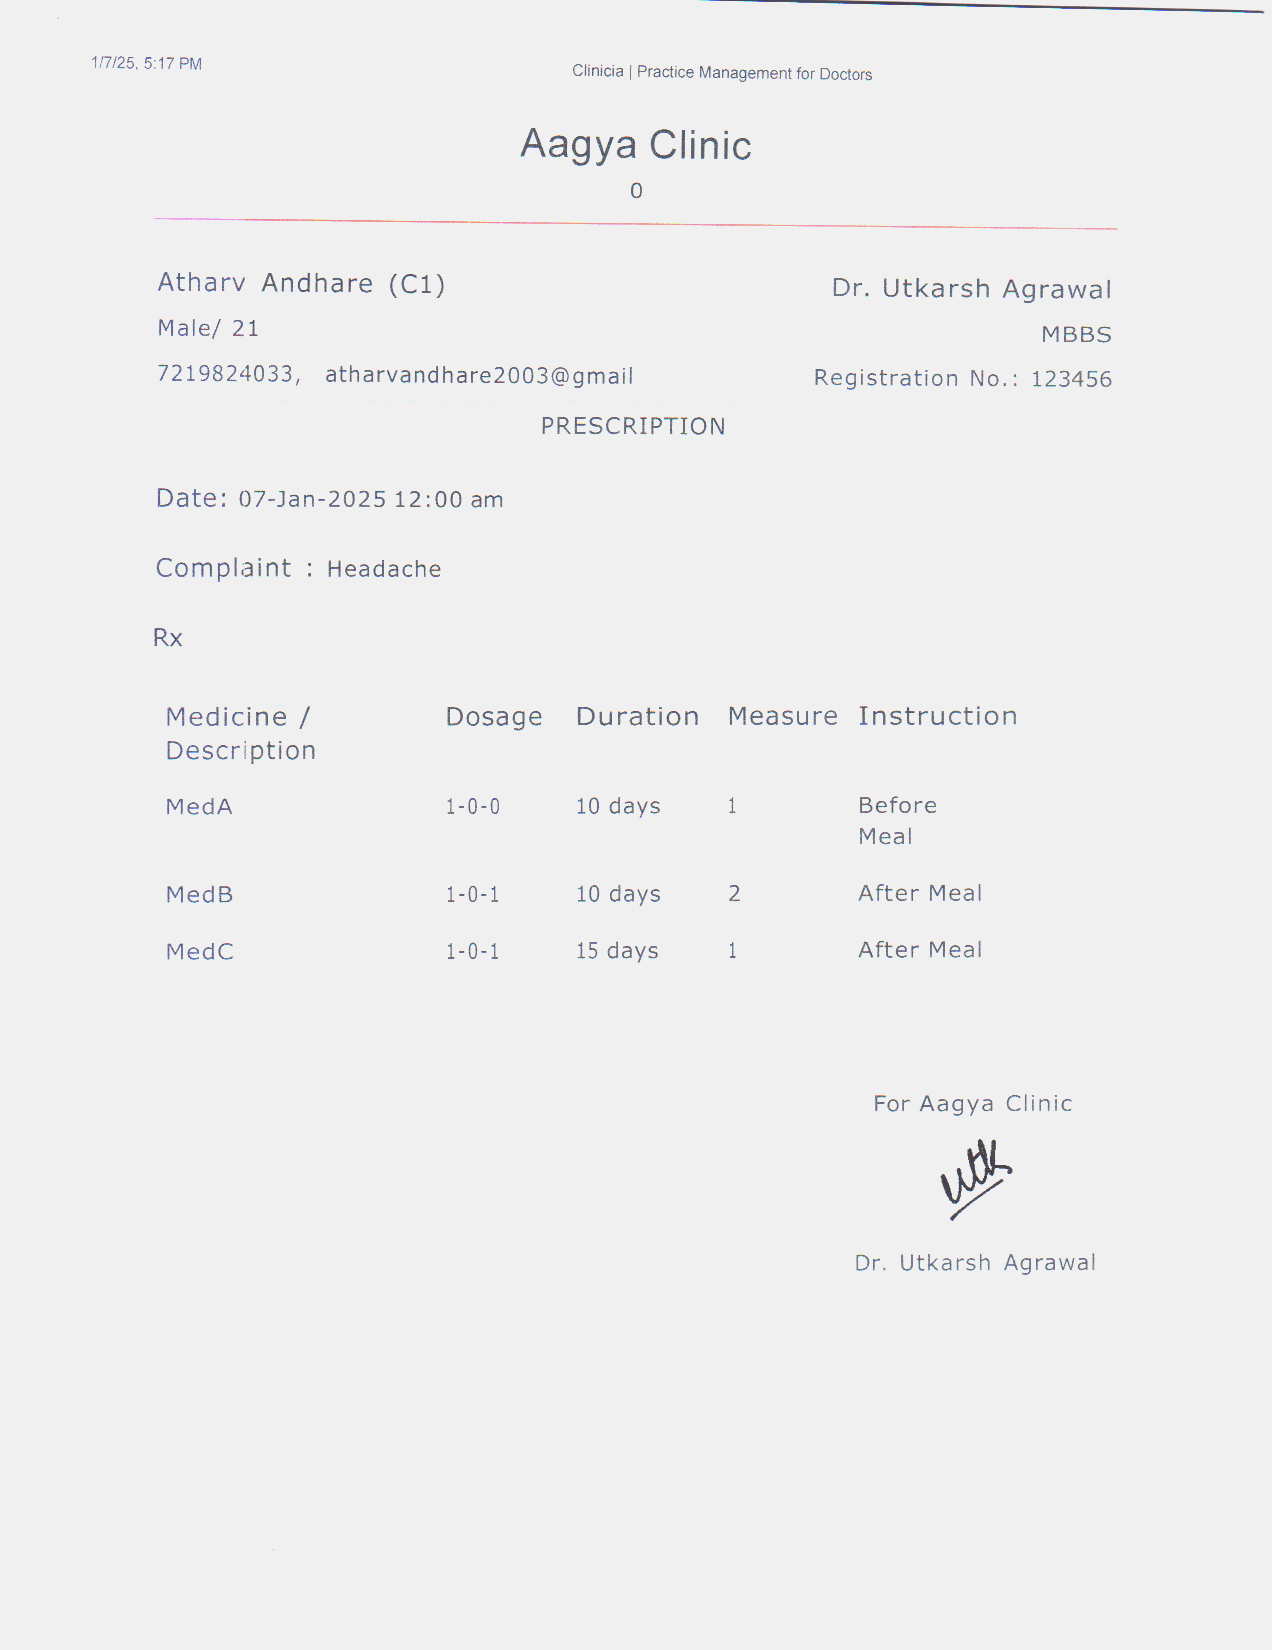 1/7/25, 5:17 PM
Clinicia | Practice Management for Doctors
Aagya Clinic
0
Atharv Andhare (C1) Dr. Utkarsh Agrawal
Male/ 21 MBBS
7219824033, atharvandhare2003@gmail Registration No.: 123456
PRESCRIPTION
Date: 07-Jan-2025 12:00 am
Complaint : Headache
Rx
Medicine / Dosage Duration Measure Instruction
Description
MedA 1-0-0 10 days 1 Before
Meal
MedB 1-0-1 10 days 2 After Meal
MedC 1-0-1 15 days 1 After Meal
For Aagya Clinic
utk
Dr. Utkarsh Agrawal